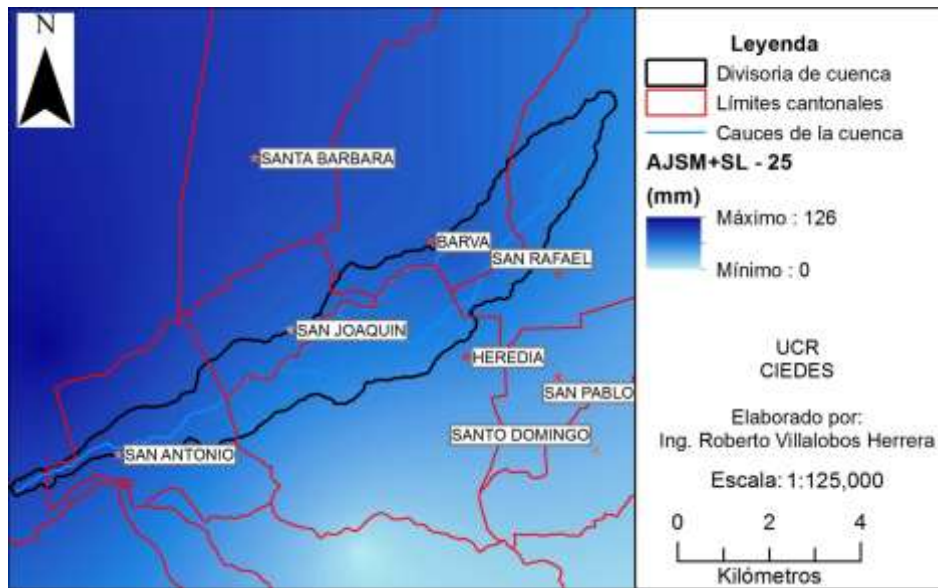 N
SANTA BARBARA
BARVA
SAN RAFAEL
SAN JOAQUIN
HEREDIA
SAN PABLO
SANTO DOMINGO
SAN ANTONIO
Leyenda
Divisoria de cuenca
Límites cantonales
Cauces de la cuenca
AJSM+SL - 25
(mm)
Máximo : 126
Mínimo : 0
UCR
CIEDES
Elaborado por:
Ing. Roberto Villalobos Herrera
Escala: 1:125,000
0 2 4
Kilómetros